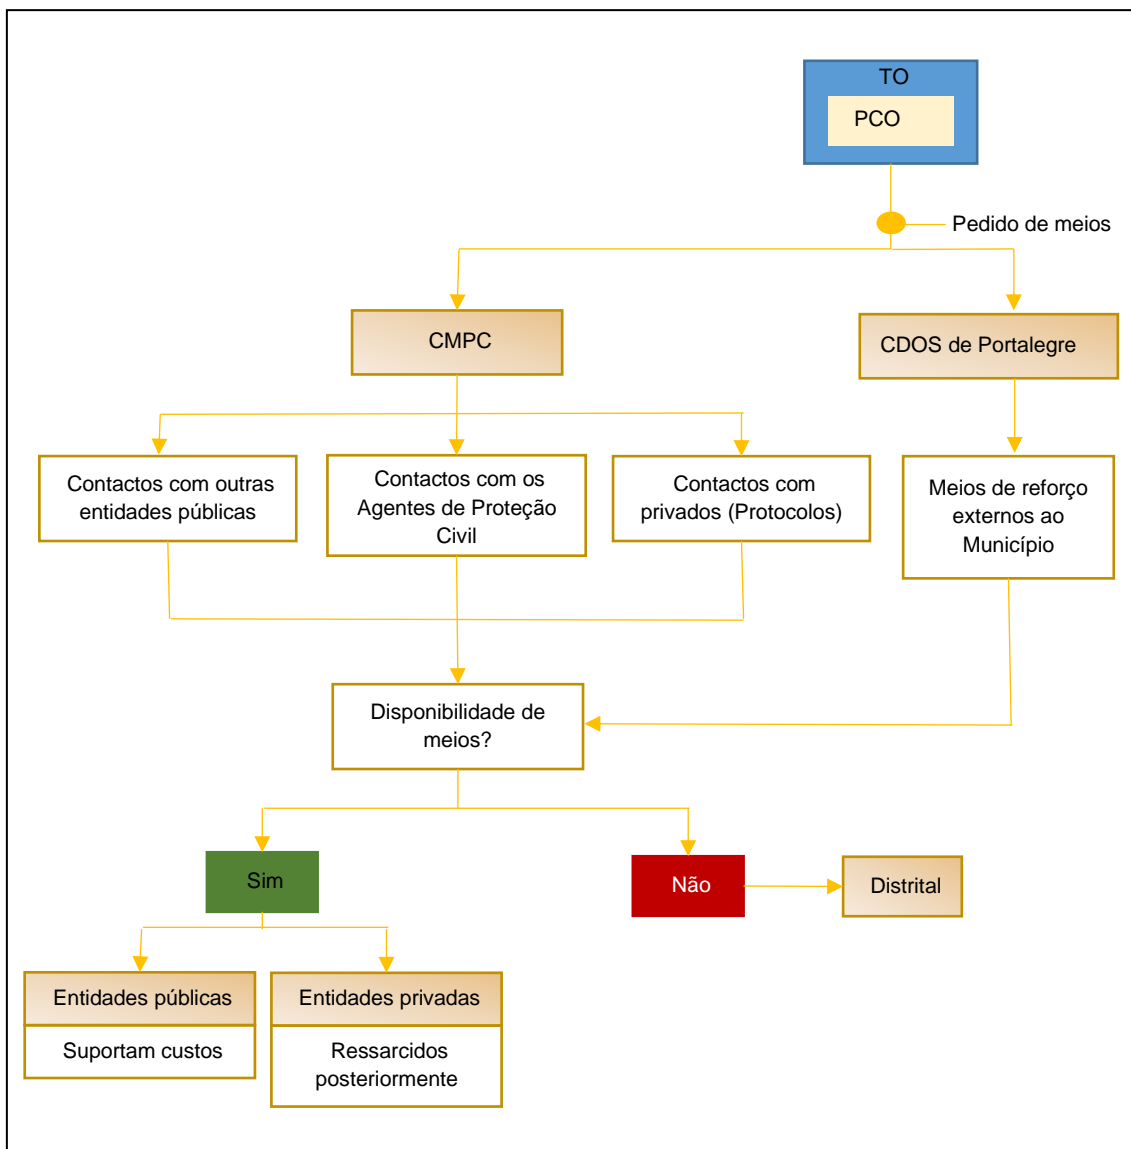 TO
PCO
Pedido de meios
CMPC
CDOS de Portalegre
Contactos com outras
entidades públicas
Contactos com os
Agentes de Proteção
Civil
Contactos com
privados (Protocolos)
Meios de reforço
externos ao
Município
Disponibilidade de
meios?
Sim
Não
Distrital
Entidades públicas
Suportam custos
Entidades privadas
Ressarcidos
posteriormente